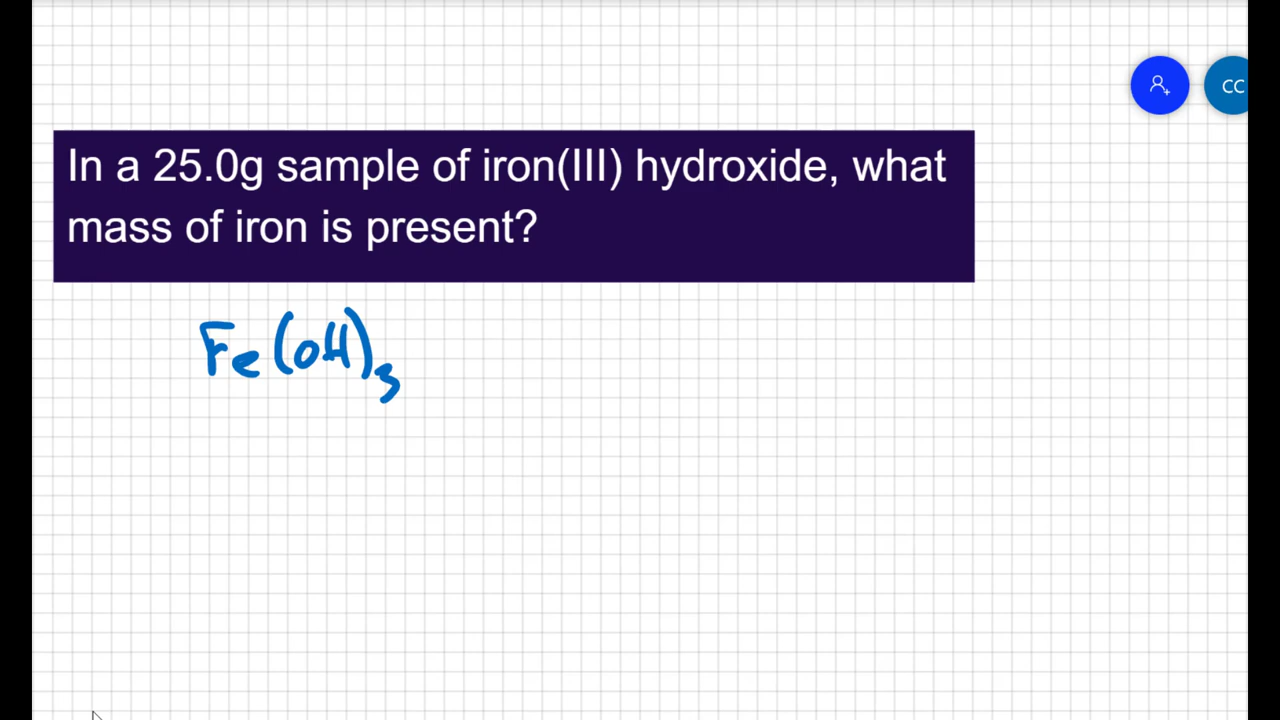 CC
In a 25.0g sample of iron(III) hydroxide, what
mass of iron is present?
Fe(OH)₃